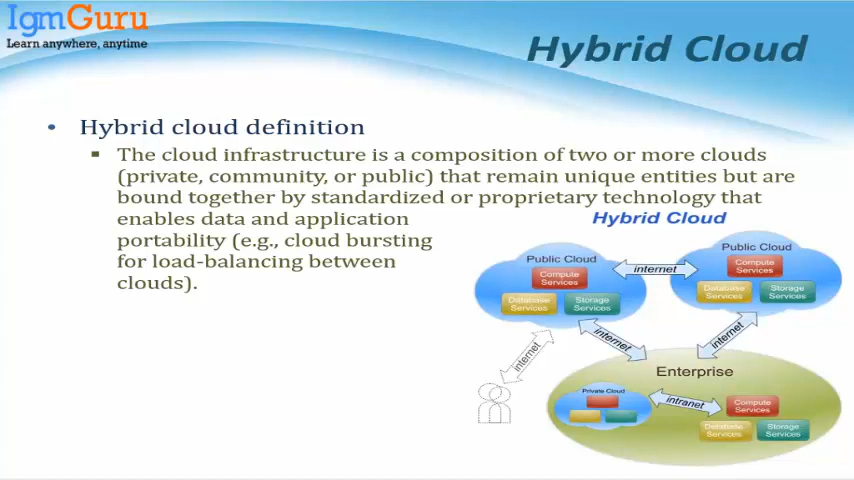 IgmGuru
Learn anywhere, anytime
Hybrid Cloud
• Hybrid cloud definition
▪ The cloud infrastructure is a composition of two or more clouds
(private, community, or public) that remain unique entities but are
bound together by standardized or proprietary technology that
enables data and application
portability (e.g., cloud bursting
for load-balancing between
clouds).
Hybrid Cloud
Public Cloud
Compute
Services
Database
Services
Storage
Services
internet
Public Cloud
Compute
Services
Database
Services
Storage
Services
internet
internet
internet
Enterprise
Private Cloud
intranet
Compute
Services
Database
Services
Storage
Services